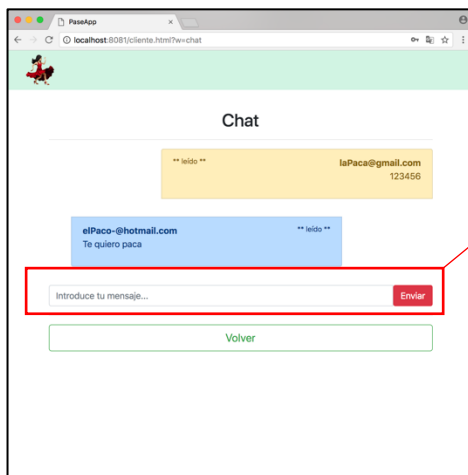 PaseApp
localhost:8081/cliente.html?w=chat
Chat
** leído **
laPaca@gmail.com
123456
elPaco-@hotmail.com
** leído **
Te quiero paca
Introduce tu mensaje...
Enviar
Volver